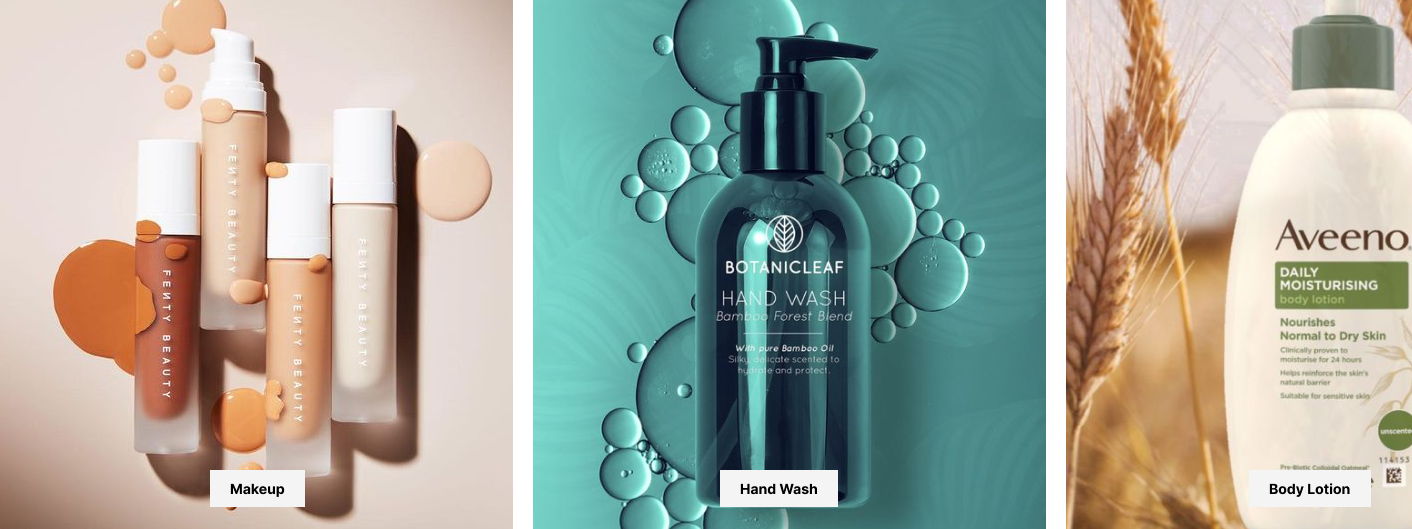 FENTY BEAUTY
FENTY BEAUTY
FENTY BEAUTY
FENTY BEAUTY
Makeup
BOTANICLEAF
HAND WASH
Bamboo Forest Blend
With pure Bamboo Oil
Silky, delicate scented to
hydrate and protect.
Hand Wash
Aveeno
DAILY
MOISTURISING
body lotion
Nourishes
Normal to Dry Skin
Clinically proven to
moisturise for 24 hours
Helps reinforce the skin's
natural barrier
Suitable for sensitive skin
unscente
114153
Pre-Biotic Colloidal Oatmeal
Body Lotion